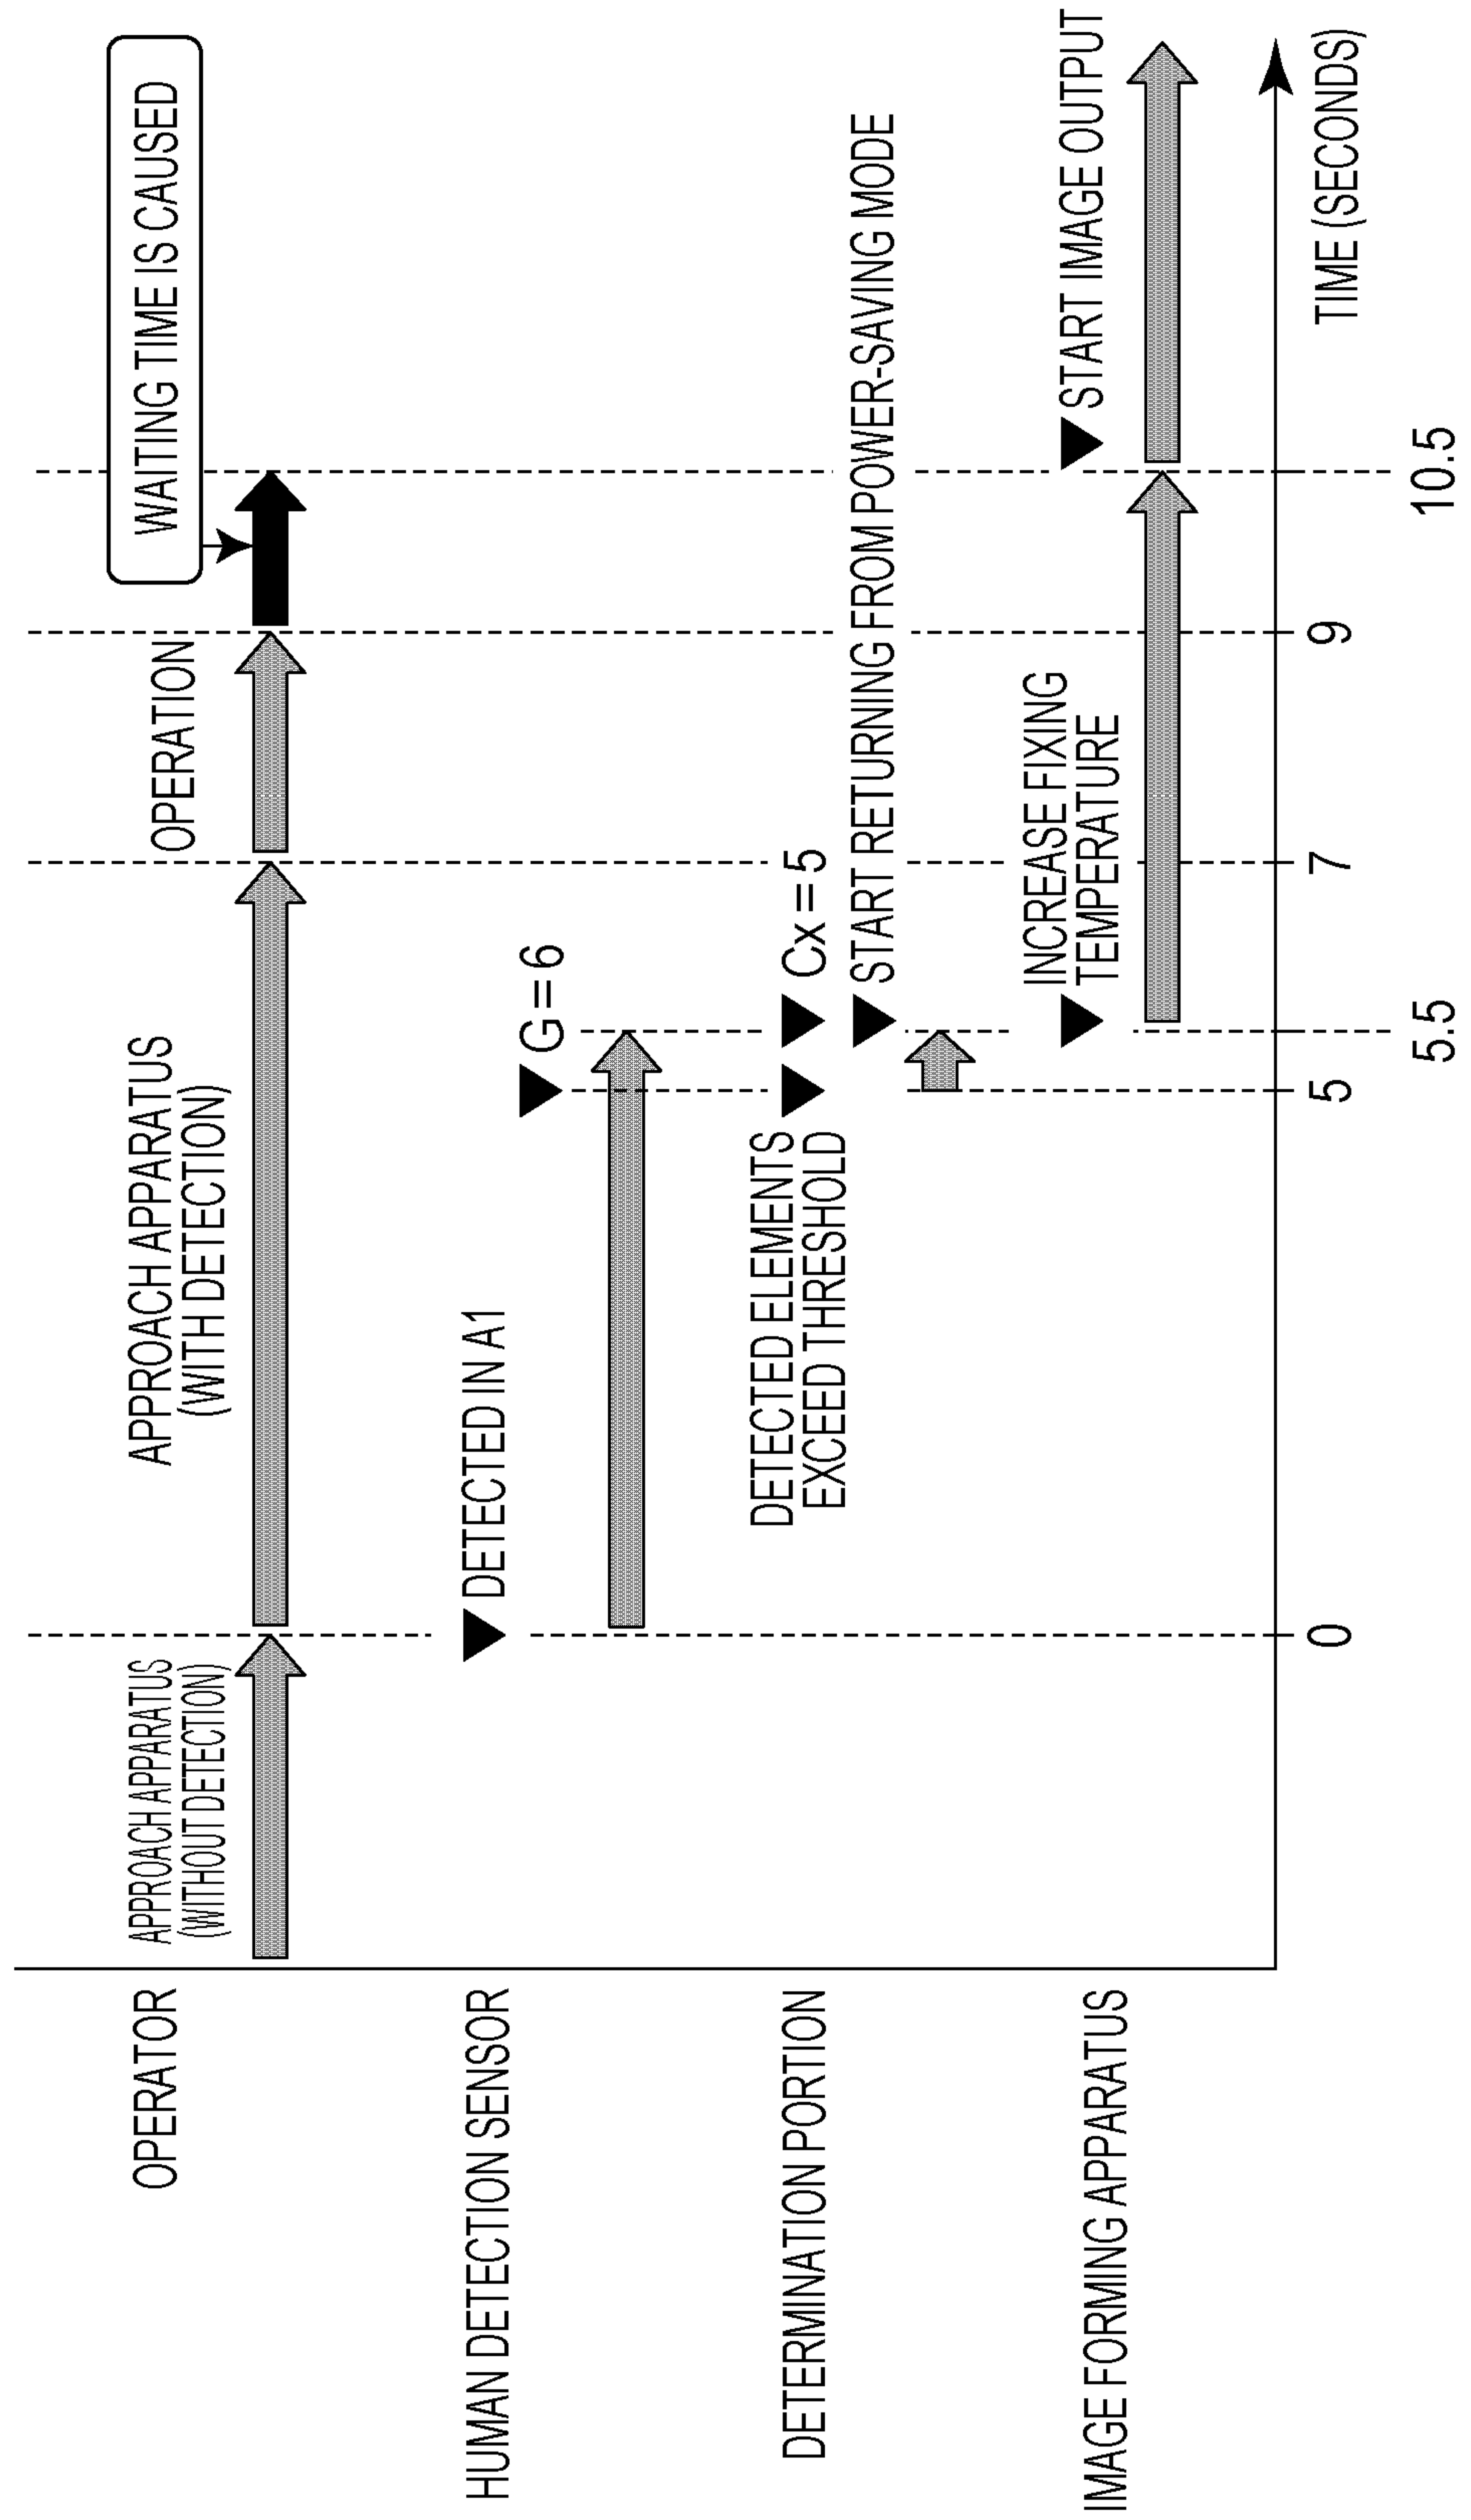 OPERATOR
APPROACH APPARATUS
(WITHOUT DETECTION)
APPROACH APPARATUS
(WITH DETECTION)
OPERATION
WAITING TIME IS CAUSED
HUMAN DETECTION SENSOR
DETECTED IN A1
G = 6
DETERMINATION PORTION
DETECTED ELEMENTS
EXCEED THRESHOLD
Cx = 5
START RETURNING FROM POWER-SAVING MODE
IMAGE FORMING APPARATUS
INCREASE FIXING
TEMPERATURE
START IMAGE OUTPUT
0
5
5.5
7
9
10.5
TIME (SECONDS)